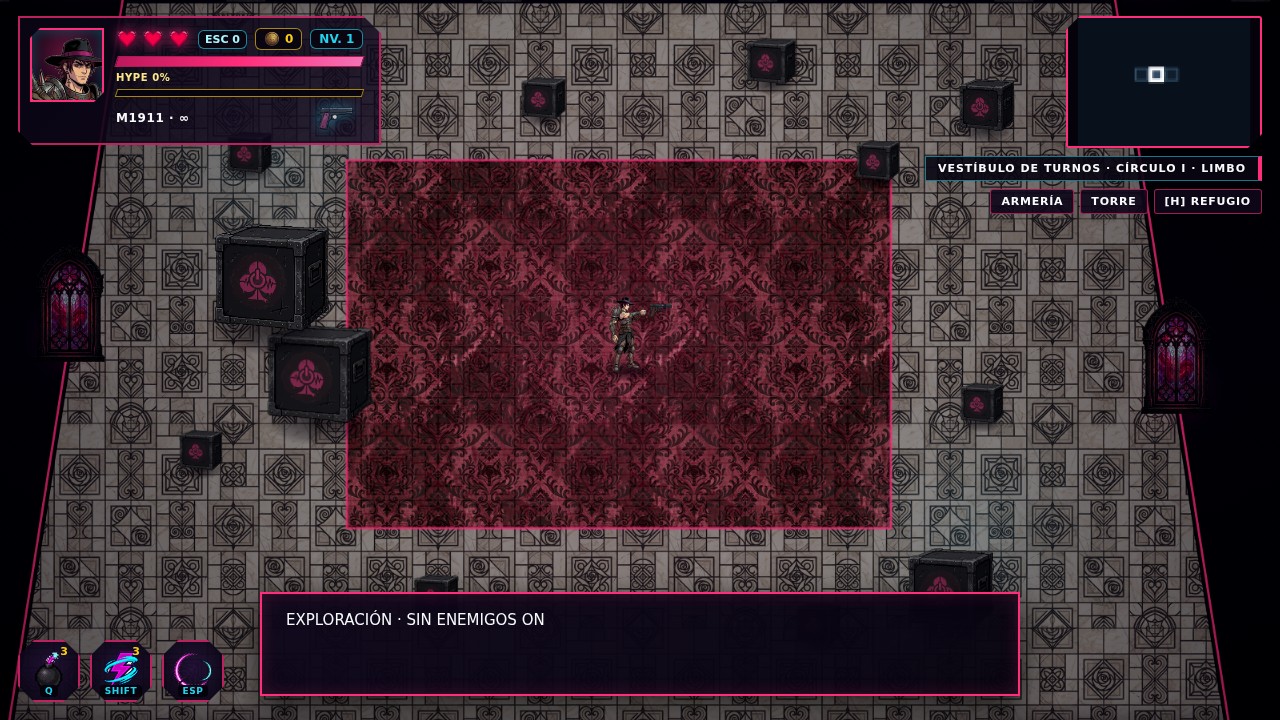 ESC 0
0
NV. 1
HYPE 0%
M1911 · ∞
VESTÍBULO DE TURNOS · CÍRCULO I · LIMBO
ARMERÍA
TORRE
[H] REFUGIO
EXPLORACIÓN · SIN ENEMIGOS ON
3
Q
3
SHIFT
ESP